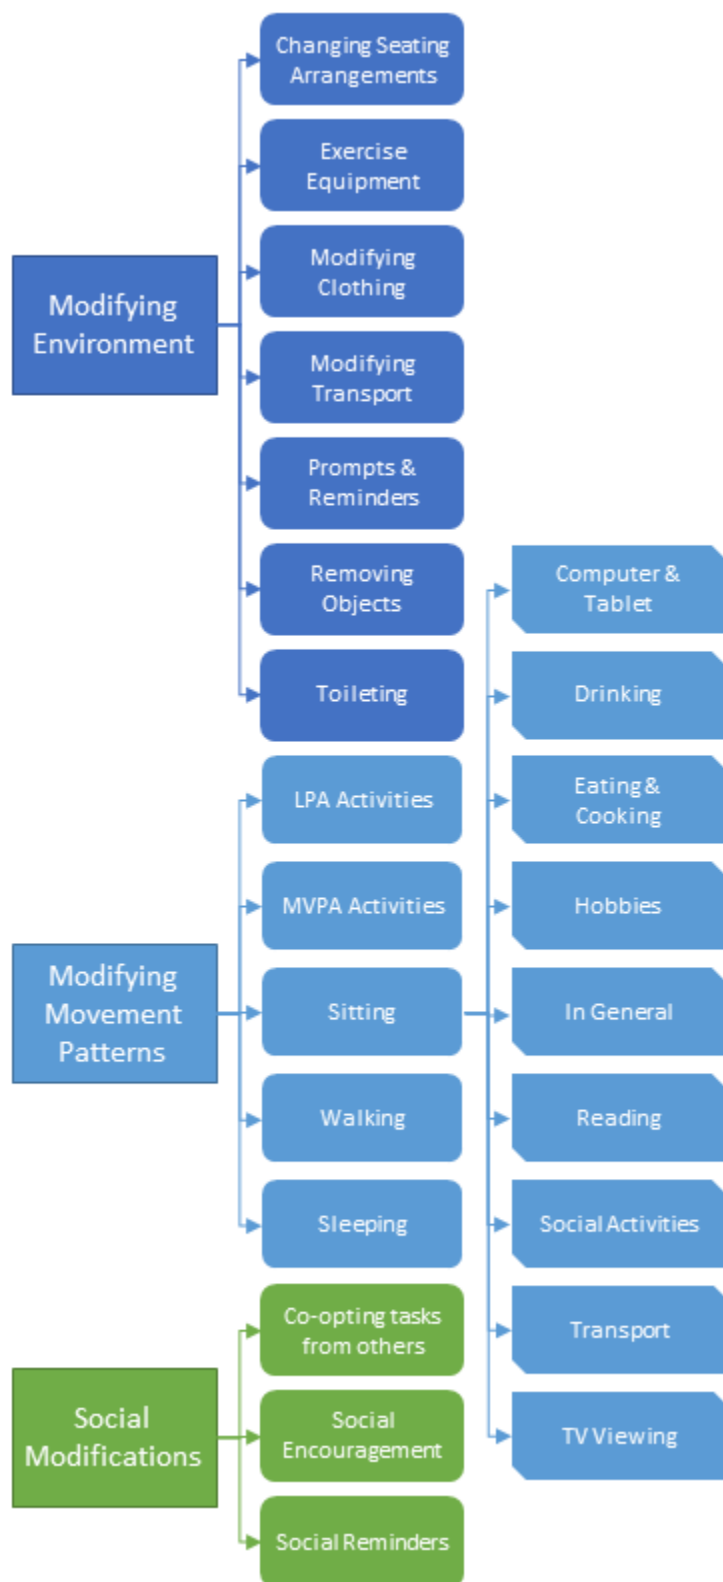 Modifying
Environment
Changing Seating
Arrangements
Exercise
Equipment
Modifying
Clothing
Modifying
Transport
Prompts &
Reminders
Removing
Objects
Toileting
Modifying
Movement
Patterns
LPA Activities
MVPA Activities
Sitting
Walking
Sleeping
Computer &
Tablet
Drinking
Eating &
Cooking
Hobbies
In General
Reading
Social Activities
Transport
TV Viewing
Social
Modifications
Co-opting tasks
from others
Social
Encouragement
Social Reminders